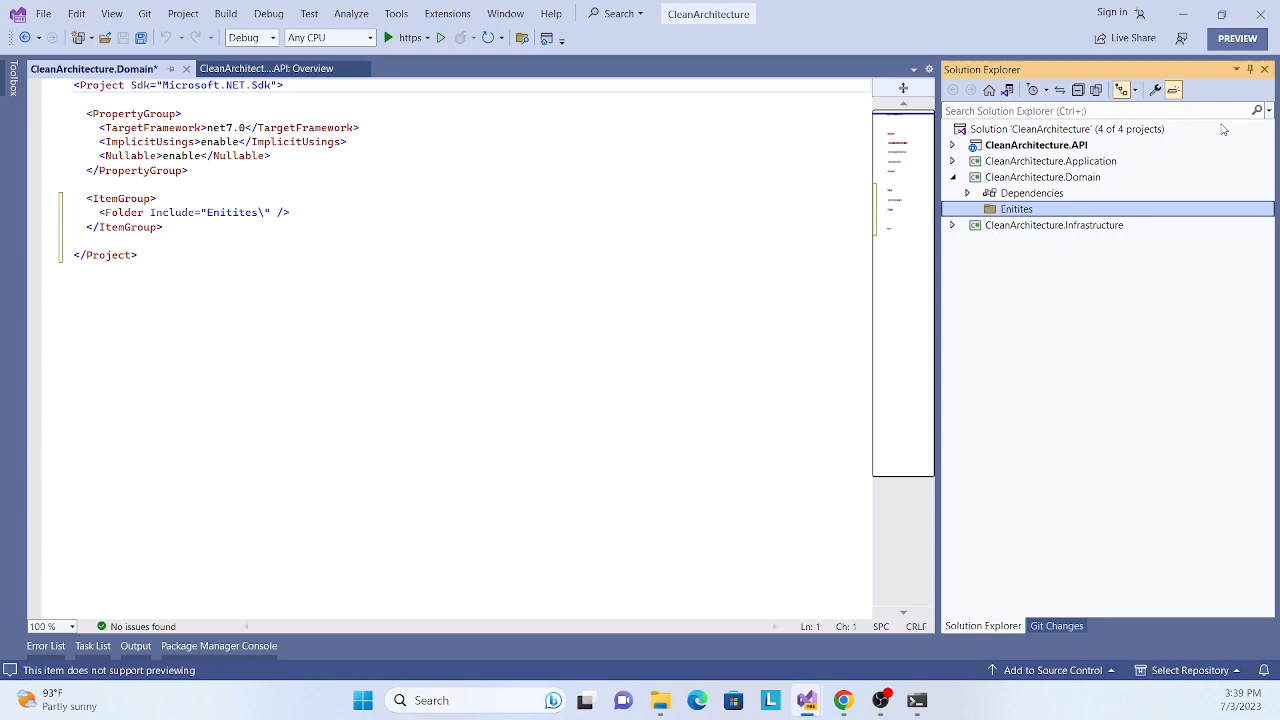 File Edit View Git Project Build Debug Test Analyze Tools Extensions Window Help Search CleanArchitecture Sign in
Debug Any CPU https Live Share PREVIEW
Toolbox
CleanArchitecture.Domain* CleanArchitect....API: Overview
<Project Sdk="Microsoft.NET.Sdk">
<PropertyGroup>
<TargetFramework>net7.0</TargetFramework>
<ImplicitUsings>enable</ImplicitUsings>
<Nullable>enable</Nullable>
</PropertyGroup>
<ItemGroup>
<Folder Include="Enitites\" />
</ItemGroup>
</Project>
100 % No issues found Ln: 1 Ch: 1 SPC CRLF
Solution Explorer
Search Solution Explorer (Ctrl+;)
Solution 'CleanArchitecture' (4 of 4 projects)
CleanArchitecture.API
CleanArchitecture.Application
CleanArchitecture.Domain
Dependencies
Enitites
CleanArchitecture.Infrastructure
Solution Explorer Git Changes
Error List Task List Output Package Manager Console
This item does not support previewing Add to Source Control Select Repository
93°F
Partly sunny
Search
3:39 PM
7/3/2023